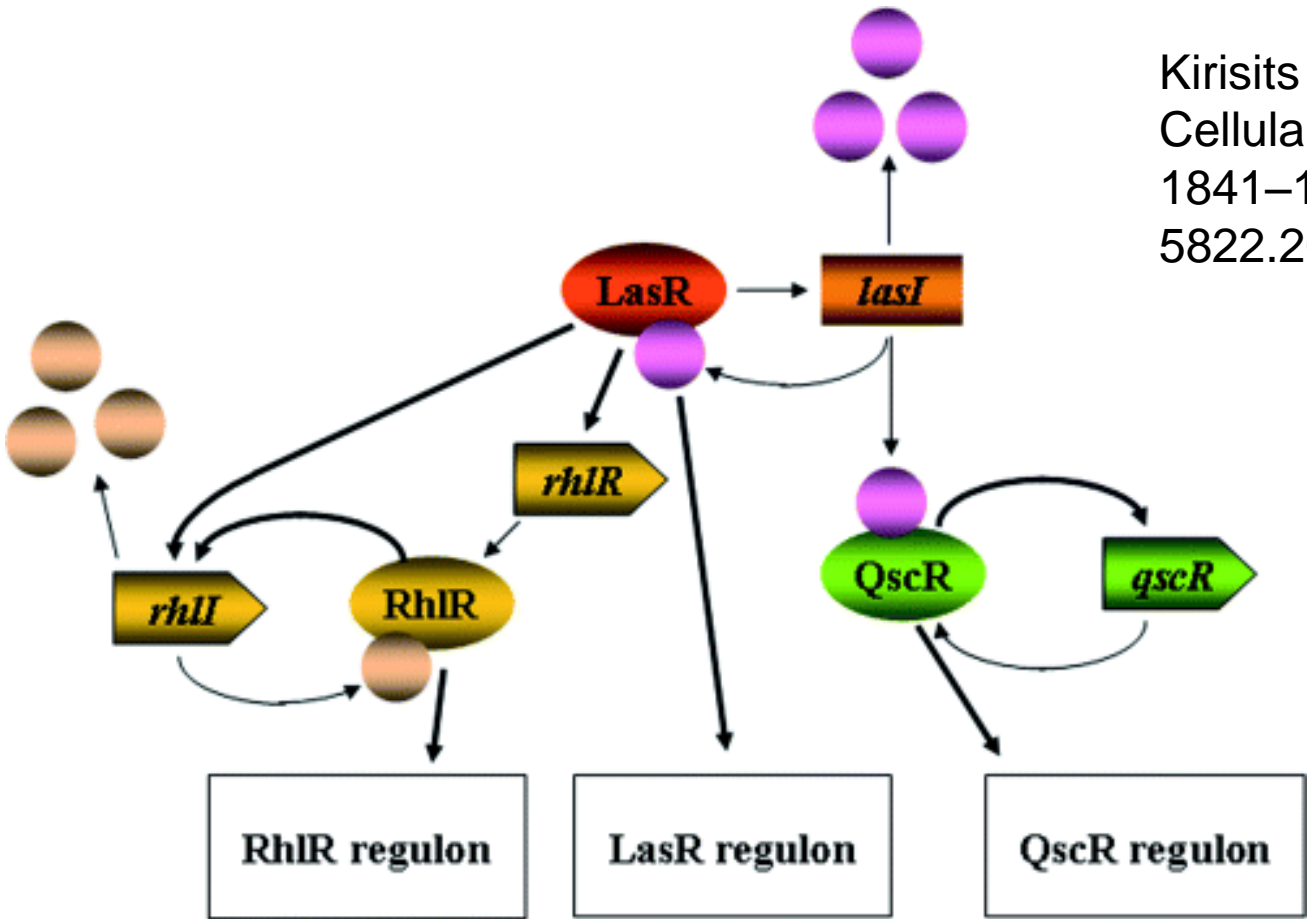 Kirisits
Cellula
1841–1
5822.2
LasR
lasI
rhlR
rhlI
RhlR
QscR
qscR
RhlR regulon
LasR regulon
QscR regulon